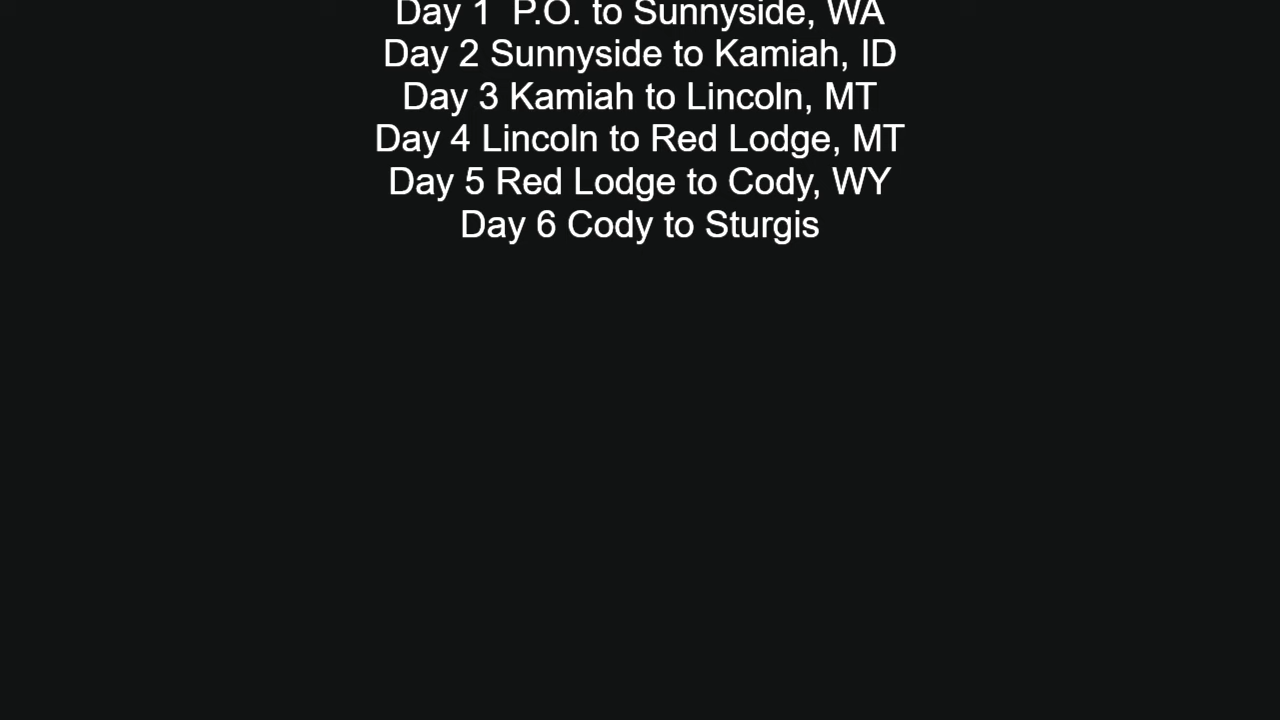 Day 1  P.O. to Sunnyside, WA
Day 2 Sunnyside to Kamiah, ID
Day 3 Kamiah to Lincoln, MT
Day 4 Lincoln to Red Lodge, MT
Day 5 Red Lodge to Cody, WY
Day 6 Cody to Sturgis